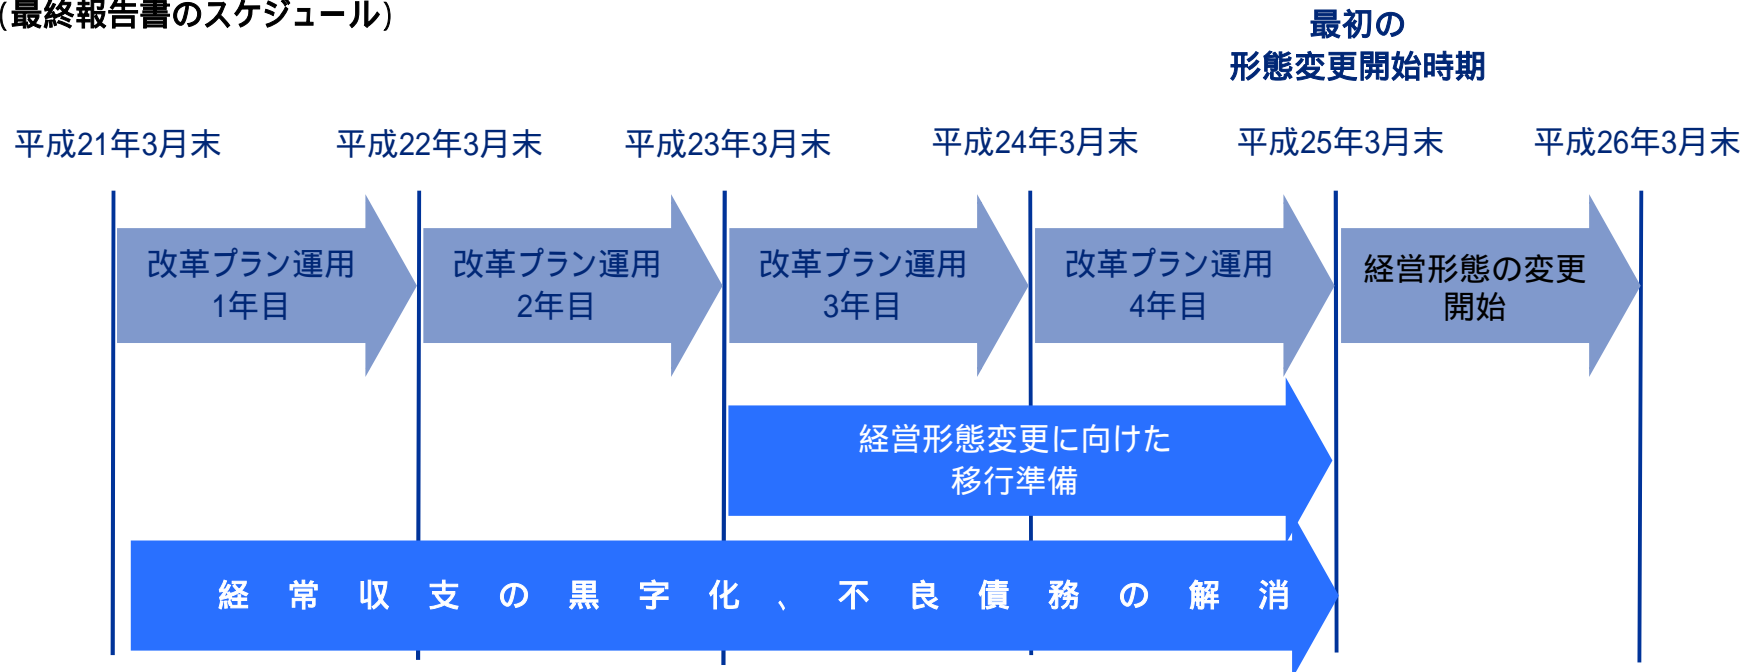 (最終報告書のスケジュール)
最初の
形態変更開始時期
平成21年3月末
平成22年3月末
平成23年3月末
平成24年3月末
平成25年3月末
平成26年3月末
改革プラン運用
1年目
改革プラン運用
2年目
改革プラン運用
3年目
改革プラン運用
4年目
経営形態の変更
開始
経営形態変更に向けた
移行準備
経常収支の黒字化、不良債務の解消